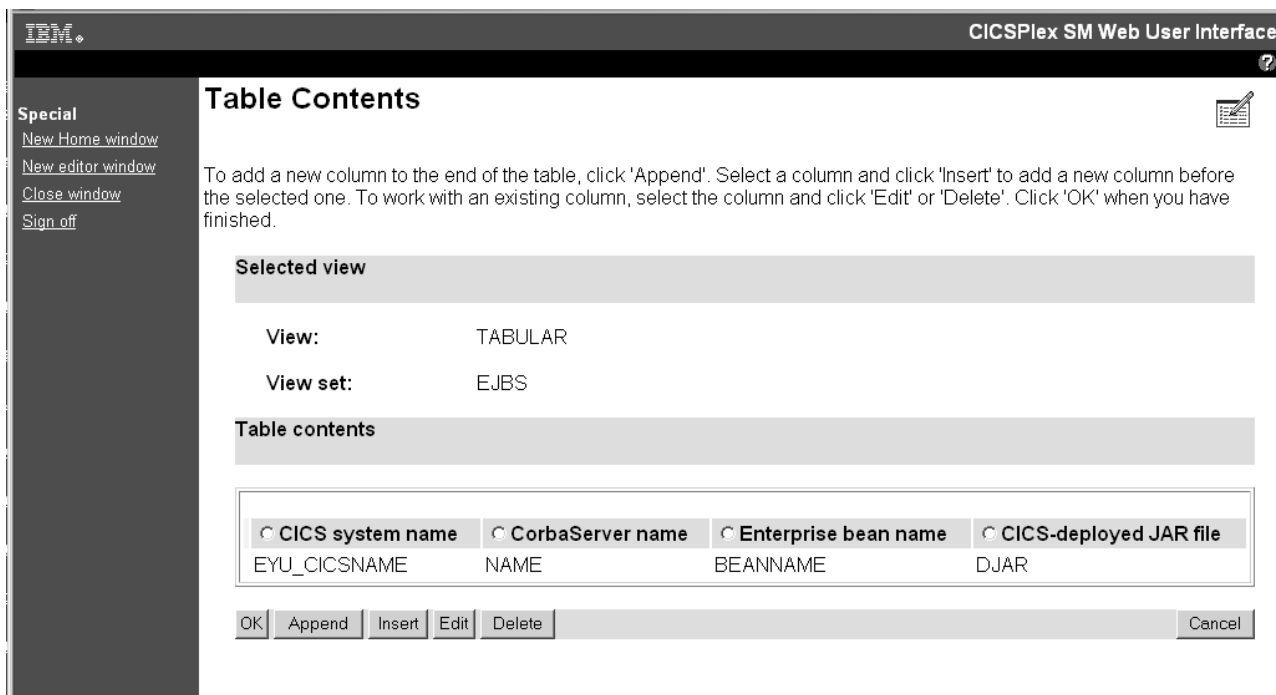 IBM.
CICSPlex SM Web User Interface
?
Special
New Home window
New editor window
Close window
Sign off
Table Contents
To add a new column to the end of the table, click 'Append'. Select a column and click 'Insert' to add a new column before
the selected one. To work with an existing column, select the column and click 'Edit' or 'Delete'. Click 'OK' when you have
finished.
Selected view
View: TABULAR
View set: EJBS
Table contents
CICS system name CorbaServer name Enterprise bean name CICS-deployed JAR file
EYU_CICSNAME NAME BEANNAME DJAR
OK Append Insert Edit Delete Cancel